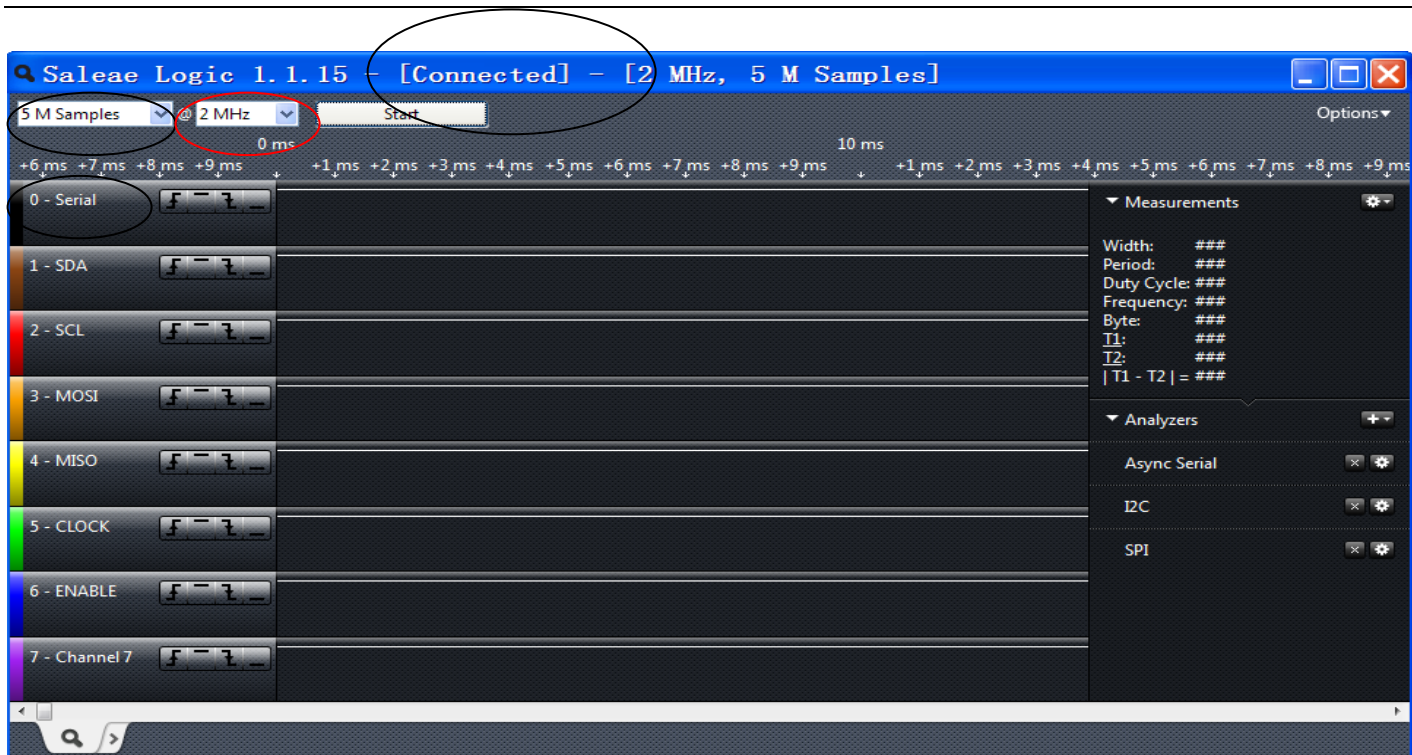 Saleae Logic 1.1.15 - [Connected] - [2 MHz, 5 M Samples]
5 M Samples @ 2 MHz Start Options
0 ms 10 ms
+6 ms +7 ms +8 ms +9 ms +1 ms +2 ms +3 ms +4 ms +5 ms +6 ms +7 ms +8 ms +9 ms +1 ms +2 ms +3 ms +4 ms +5 ms +6 ms +7 ms +8 ms +9 ms
0 - Serial
1 - SDA
2 - SCL
3 - MOSI
4 - MISO
5 - CLOCK
6 - ENABLE
7 - Channel 7
Measurements
Width: ###
Period: ###
Duty Cycle: ###
Frequency: ###
Byte: ###
T1: ###
T2: ###
| T1 - T2 | = ###
Analyzers
Async Serial
I2C
SPI